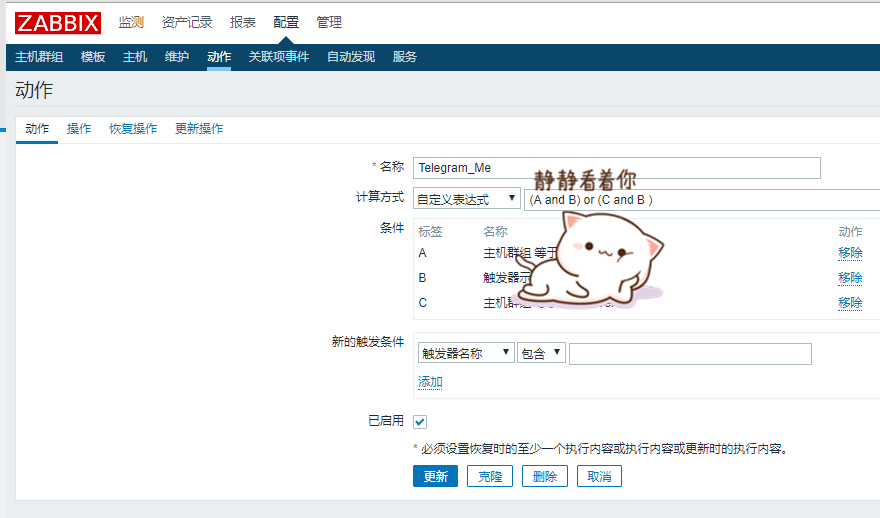 ZABBIX 监测 资产记录 报表 配置 管理
主机群组 模板 主机 维护 动作 关联项事件 自动发现 服务
动作
动作 操作 恢复操作 更新操作
* 名称 Telegram_Me
静静看着你
计算方式 自定义表达式 (A and B) or (C and B )
条件 标签 名称 动作
A 主机群组 等于 移除
B 触发器示 移除
C 主机群 移除
新的触发条件 触发器名称 包含
添加
已启用
* 必须设置恢复时的至少一个执行内容或执行内容或更新时的执行内容。
更新 克隆 删除 取消